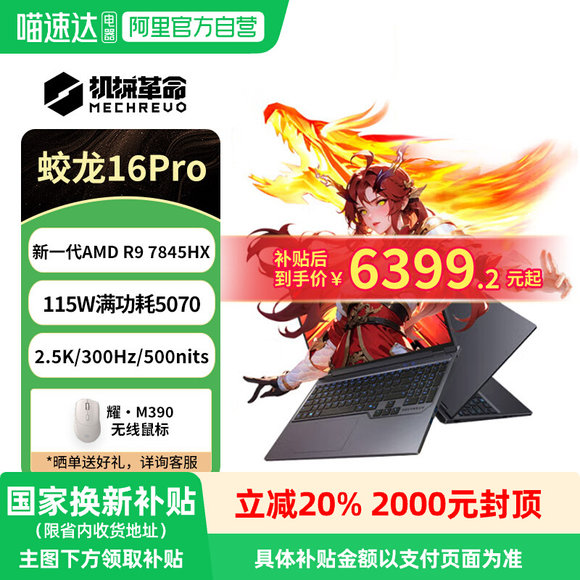 喵速达电器 阿里官方自营
机械革命
MECHREVO
蛟龙16Pro
新一代AMD R9 7845HX
115W满功耗5070
2.5K/300Hz/500nits
耀·M390
无线鼠标
*晒单送好礼，详询客服
补贴后
到手价¥6399.2元起
MECHREVO
国家换新补贴
(限省内收货地址)
主图下方领取补贴
立减20% 2000元封顶
具体补贴金额以支付页面为准